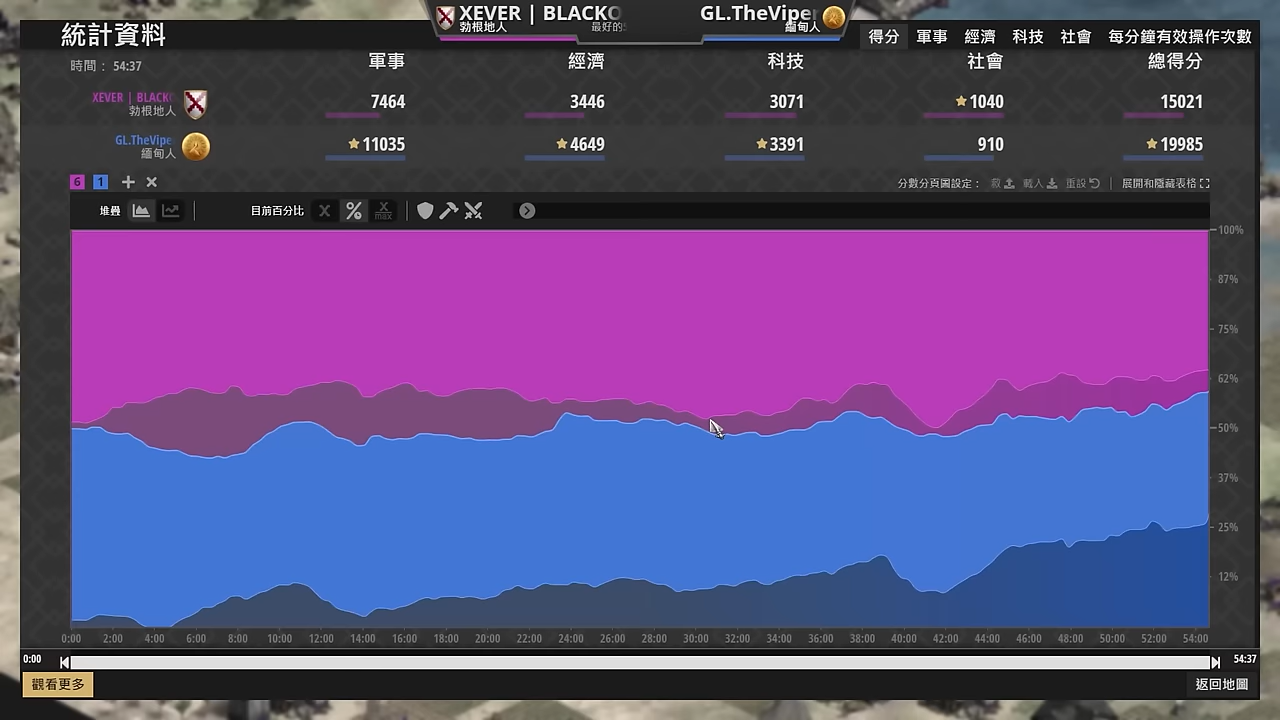 XEVER | BLACKO
勃根地人
最好的
GL.TheViper
緬甸人
統計資料
得分 軍事 經濟 科技 社會 每分鐘有效操作次數
時間： 54:37
軍事 經濟 科技 社會 總得分
XEVER | BLACK
勃根地人
7464 3446 3071 1040 15021
GL.TheVipe
緬甸人
11035 4649 3391 910 19985
6 1
分數分頁圖設定： 載入 重設 展開和隱藏表格
堆疊 目前百分比 X % X max
100%
87%
75%
62%
50%
37%
25%
12%
0:00 2:00 4:00 6:00 8:00 10:00 12:00 14:00 16:00 18:00 20:00 22:00 24:00 26:00 28:00 30:00 32:00 34:00 36:00 38:00 40:00 42:00 44:00 46:00 48:00 50:00 52:00 54:00
0:00 54:37
觀看更多 返回地圖